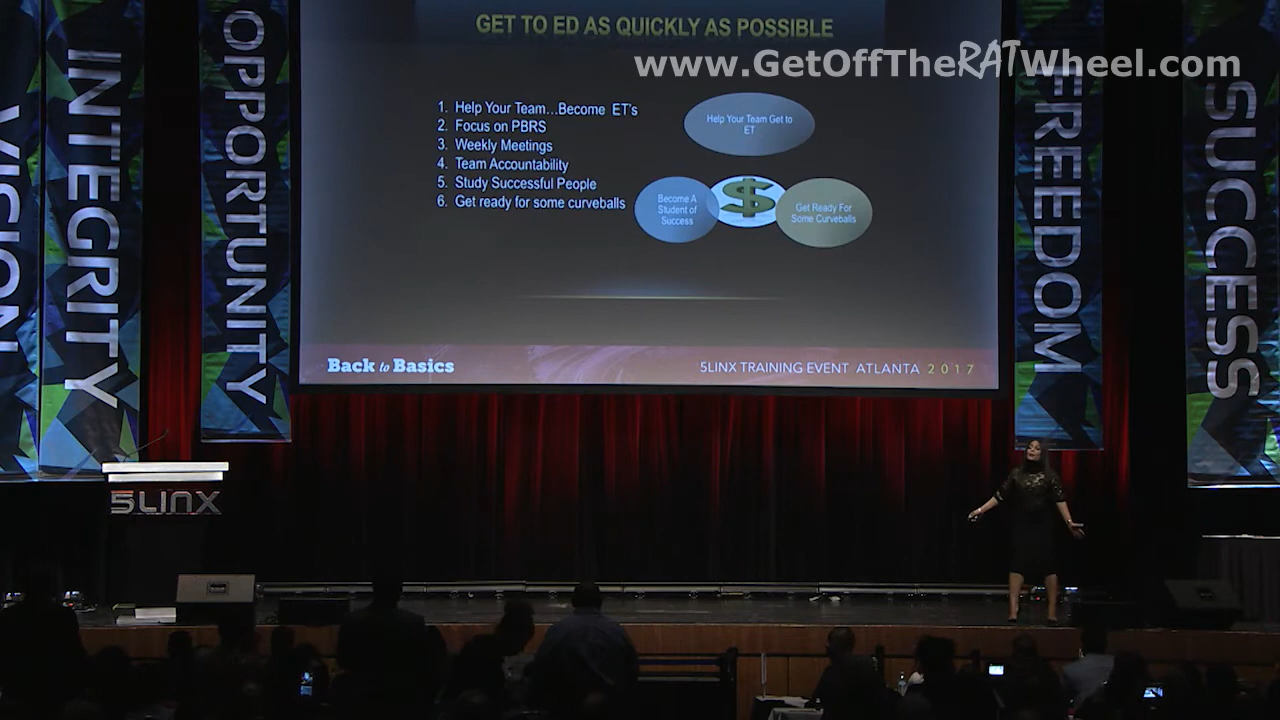 VISION
INTEGRITY
OPPORTUNITY
GET TO ED AS QUICKLY AS POSSIBLE
www.GetOffTheRATWheel.com
1. Help Your Team...Become ET's
2. Focus on PBRS
3. Weekly Meetings
4. Team Accountability
5. Study Successful People
6. Get ready for some curveballs
Help Your Team Get to
ET
Become A
Student of
Success
$
Get Ready For
Some Curveballs
Back to Basics
5LINX TRAINING EVENT ATLANTA 2017
FREEDOM
SUCCESS
5LINX